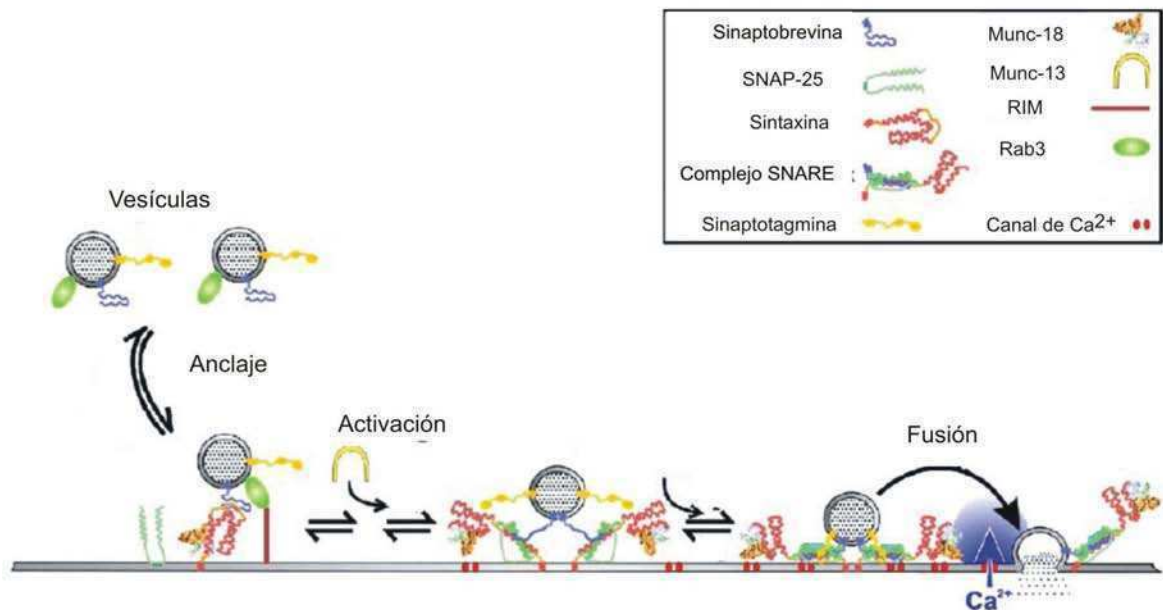 Sinaptobrevina
Munc-18
SNAP-25
Munc-13
Sintaxina
RIM
Rab3
Complejo SNARE :
Sinaptotagmina
Canal de Ca2+
Vesículas
Anclaje
Activación
Fusión
Ca2+